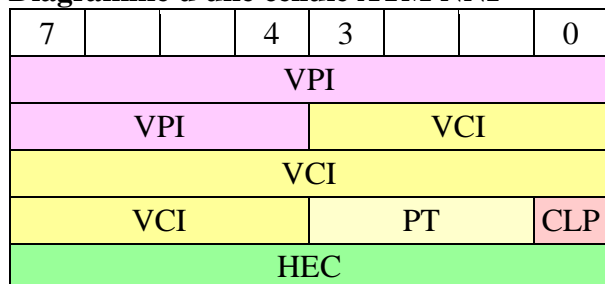 Diagramme d'une cellule ATM NNI
7 4 3 0
VPI
VPI VCI
VCI
VCI PT CLP
HEC